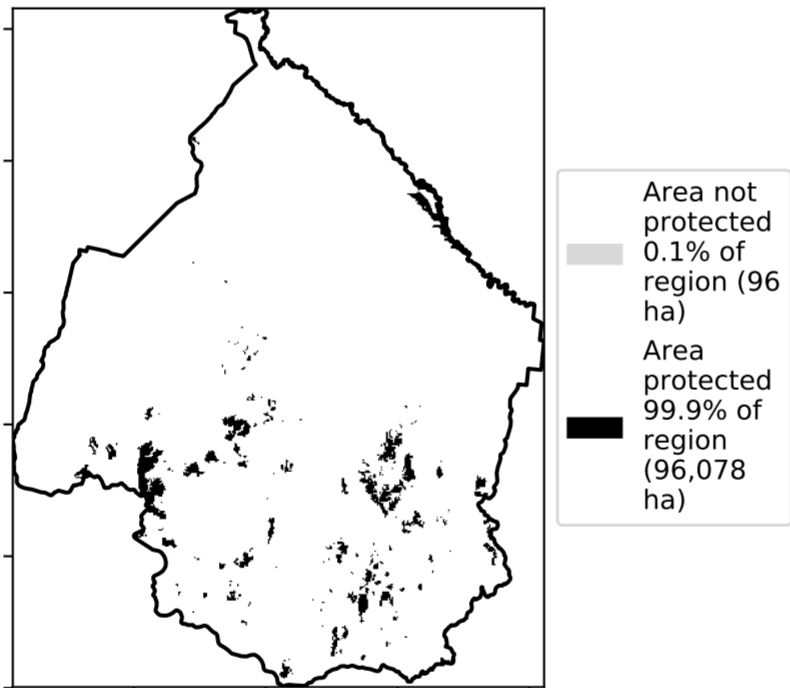 Area not
protected
0.1% of
region (96
ha)
Area
protected
99.9% of
region
(96,078
ha)